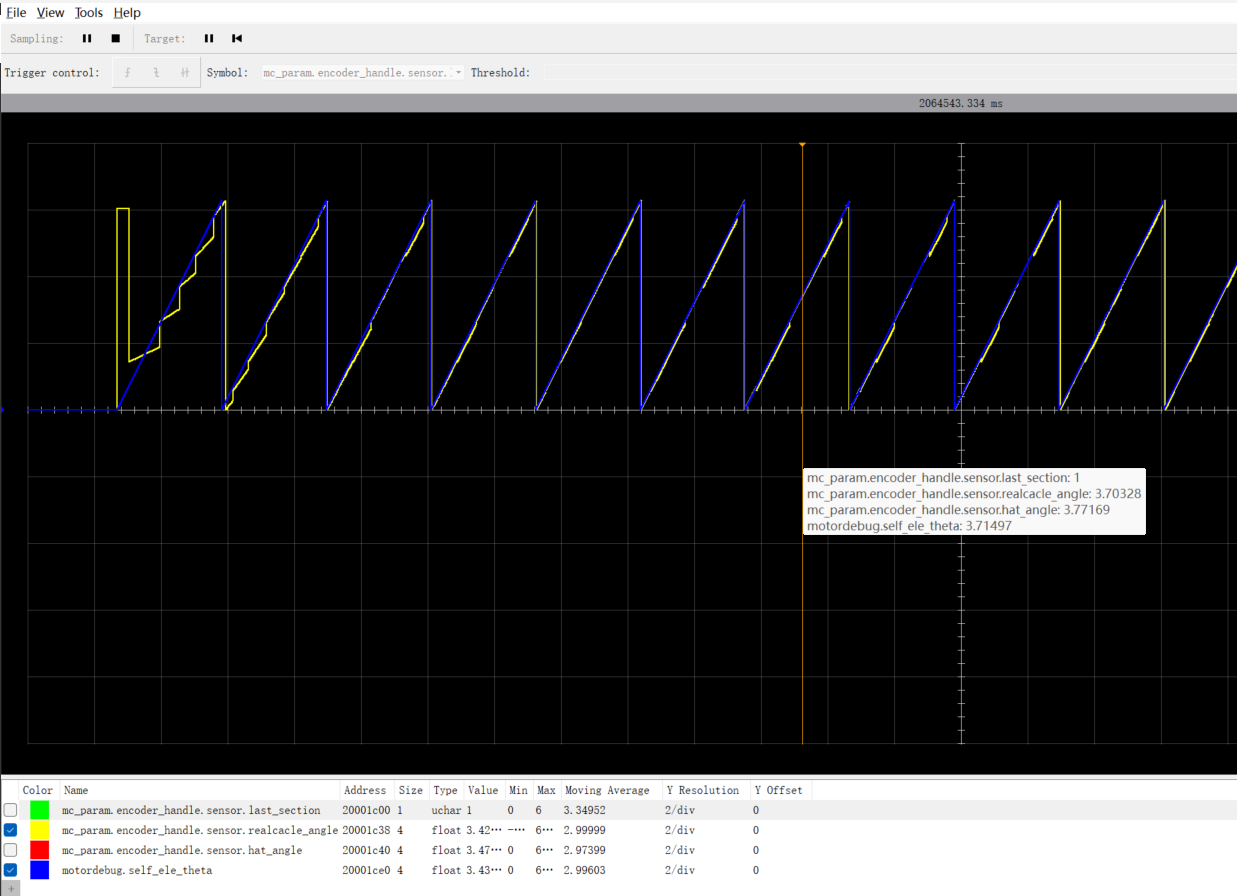 File View Tools Help
Sampling: Target:
Trigger control: Symbol: mc_param.encoder_handle.sensor. Threshold:
2064543.334 ms
mc_param.encoder_handle.sensor.last_section: 1
mc_param.encoder_handle.sensor.realcacle_angle: 3.70328
mc_param.encoder_handle.sensor.hat_angle: 3.77169
motordebug.self_ele_theta: 3.71497
Color Name Address Size Type Value Min Max Moving Average Y Resolution Y Offset
mc_param.encoder_handle.sensor.last_section 20001c00 1 uchar 1 0 6 3.34952 2/div 0
mc_param.encoder_handle.sensor.realcacle_angle 20001c38 4 float 3.42··· -··· 6··· 2.99999 2/div 0
mc_param.encoder_handle.sensor.hat_angle 20001c40 4 float 3.47··· 0 6··· 2.97399 2/div 0
motordebug.self_ele_theta 20001ce0 4 float 3.43··· 0 6··· 2.99603 2/div 0
+